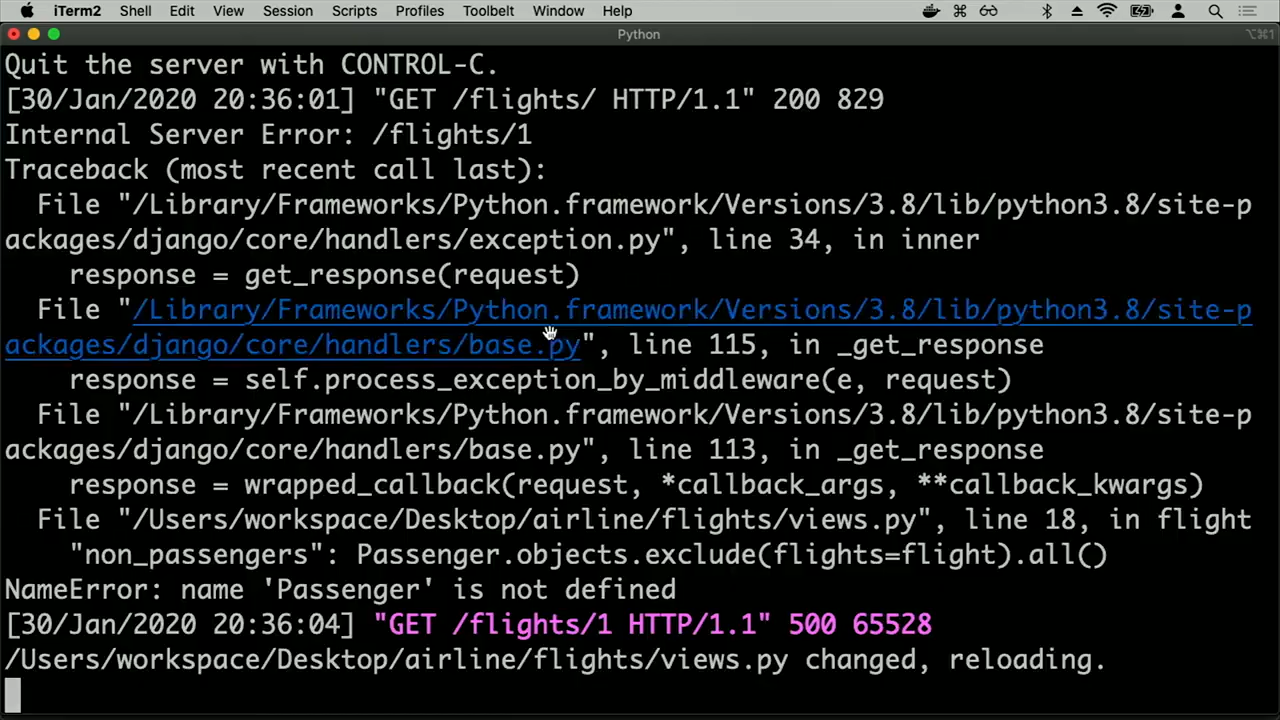 iTerm2 Shell Edit View Session Scripts Profiles Toolbelt Window Help
Python
⌥⌘1
Quit the server with CONTROL-C.
[30/Jan/2020 20:36:01] "GET /flights/ HTTP/1.1" 200 829
Internal Server Error: /flights/1
Traceback (most recent call last):
  File "/Library/Frameworks/Python.framework/Versions/3.8/lib/python3.8/site-p
ackages/django/core/handlers/exception.py", line 34, in inner
    response = get_response(request)
  File "/Library/Frameworks/Python.framework/Versions/3.8/lib/python3.8/site-p
ackages/django/core/handlers/base.py", line 115, in _get_response
    response = self.process_exception_by_middleware(e, request)
  File "/Library/Frameworks/Python.framework/Versions/3.8/lib/python3.8/site-p
ackages/django/core/handlers/base.py", line 113, in _get_response
    response = wrapped_callback(request, *callback_args, **callback_kwargs)
  File "/Users/workspace/Desktop/airline/flights/views.py", line 18, in flight
    "non_passengers": Passenger.objects.exclude(flights=flight).all()
NameError: name 'Passenger' is not defined
[30/Jan/2020 20:36:04] "GET /flights/1 HTTP/1.1" 500 65528
/Users/workspace/Desktop/airline/flights/views.py changed, reloading.